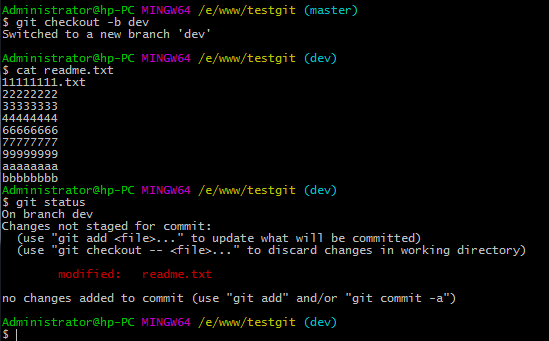 Administrator@hp-PC MINGW64 /e/www/testgit (master)
$ git checkout -b dev
Switched to a new branch 'dev'
Administrator@hp-PC MINGW64 /e/www/testgit (dev)
$ cat readme.txt
11111111.txt
22222222
33333333
44444444
66666666
77777777
99999999
aaaaaaaa
bbbbbbbb
Administrator@hp-PC MINGW64 /e/www/testgit (dev)
$ git status
On branch dev
Changes not staged for commit:
  (use "git add <file>..." to update what will be committed)
  (use "git checkout -- <file>..." to discard changes in working directory)
        modified:   readme.txt
no changes added to commit (use "git add" and/or "git commit -a")
Administrator@hp-PC MINGW64 /e/www/testgit (dev)
$